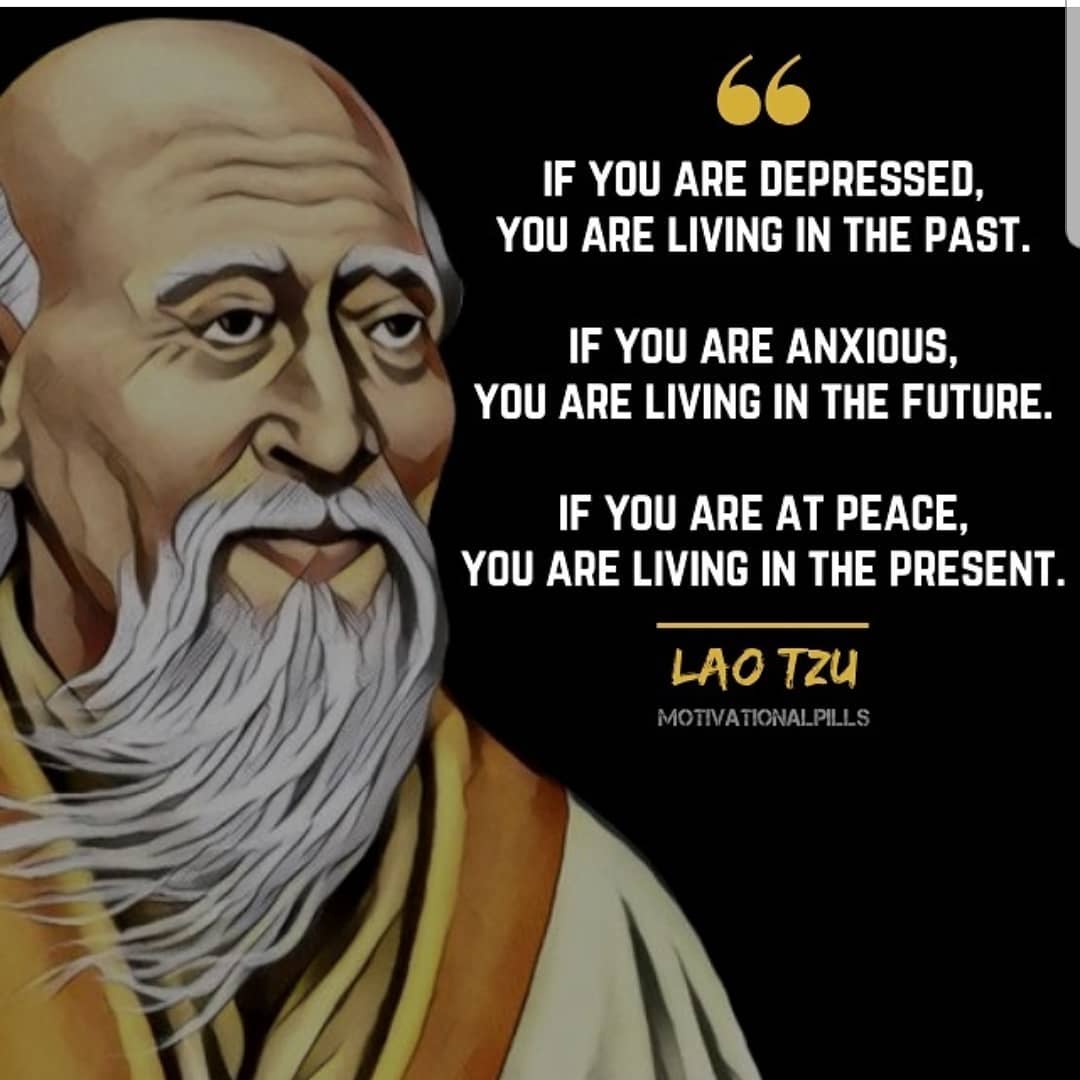 ❝
IF YOU ARE DEPRESSED,
YOU ARE LIVING IN THE PAST.
IF YOU ARE ANXIOUS,
YOU ARE LIVING IN THE FUTURE.
IF YOU ARE AT PEACE,
YOU ARE LIVING IN THE PRESENT.
LAO TZU
MOTIVATIONALPILLS